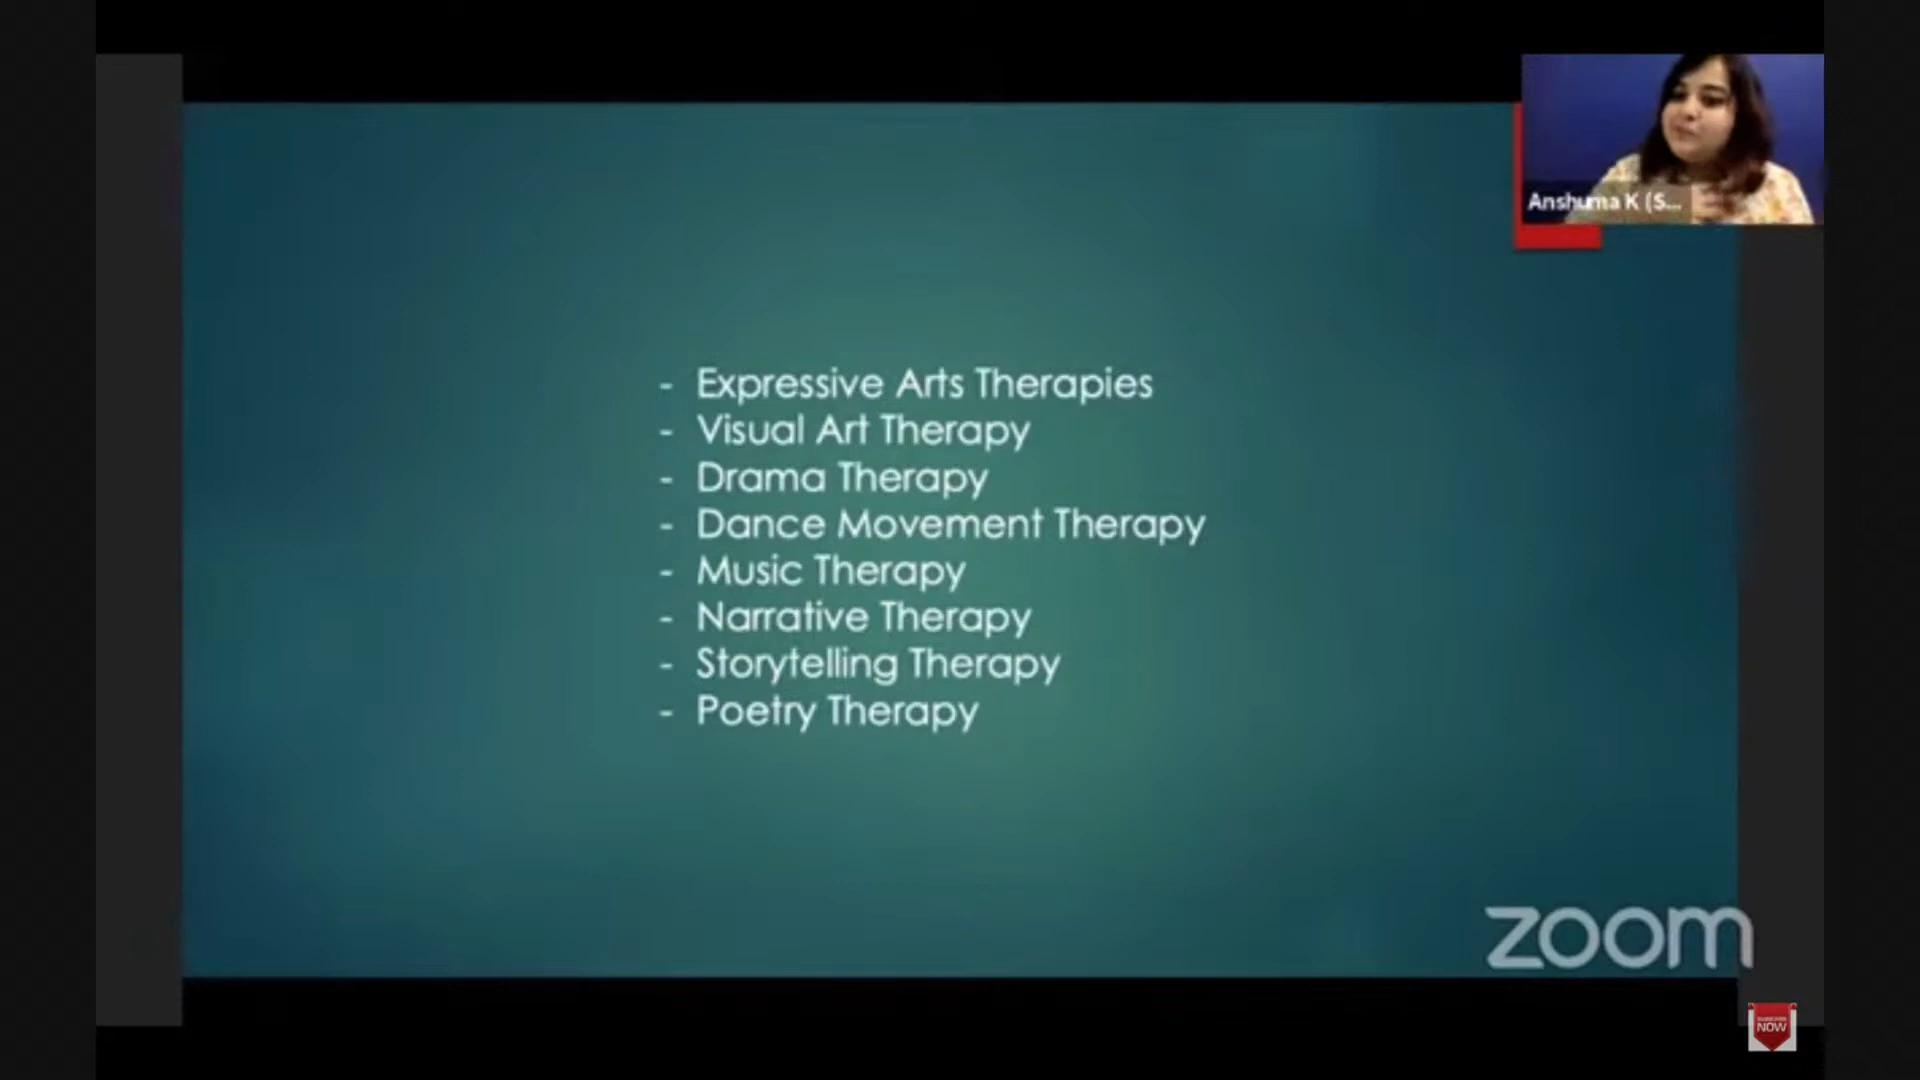 Anshuma K (S...
- Expressive Arts Therapies
- Visual Art Therapy
- Drama Therapy
- Dance Movement Therapy
- Music Therapy
- Narrative Therapy
- Storytelling Therapy
- Poetry Therapy
zoom
NOW